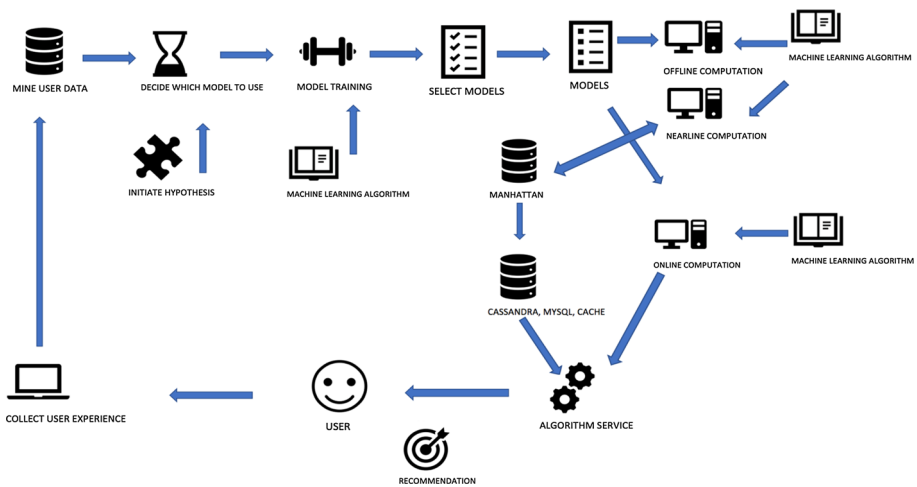 MINE USER DATA
DECIDE WHICH MODEL TO USE
MODEL TRAINING
SELECT MODELS
MODELS
OFFLINE COMPUTATION
MACHINE LEARNING ALGORITHM
NEARLINE COMPUTATION
INITIATE HYPOTHESIS
MACHINE LEARNING ALGORITHM
MANHATTAN
ONLINE COMPUTATION
MACHINE LEARNING ALGORITHM
CASSANDRA, MYSQL, CACHE
COLLECT USER EXPERIENCE
USER
ALGORITHM SERVICE
RECOMMENDATION